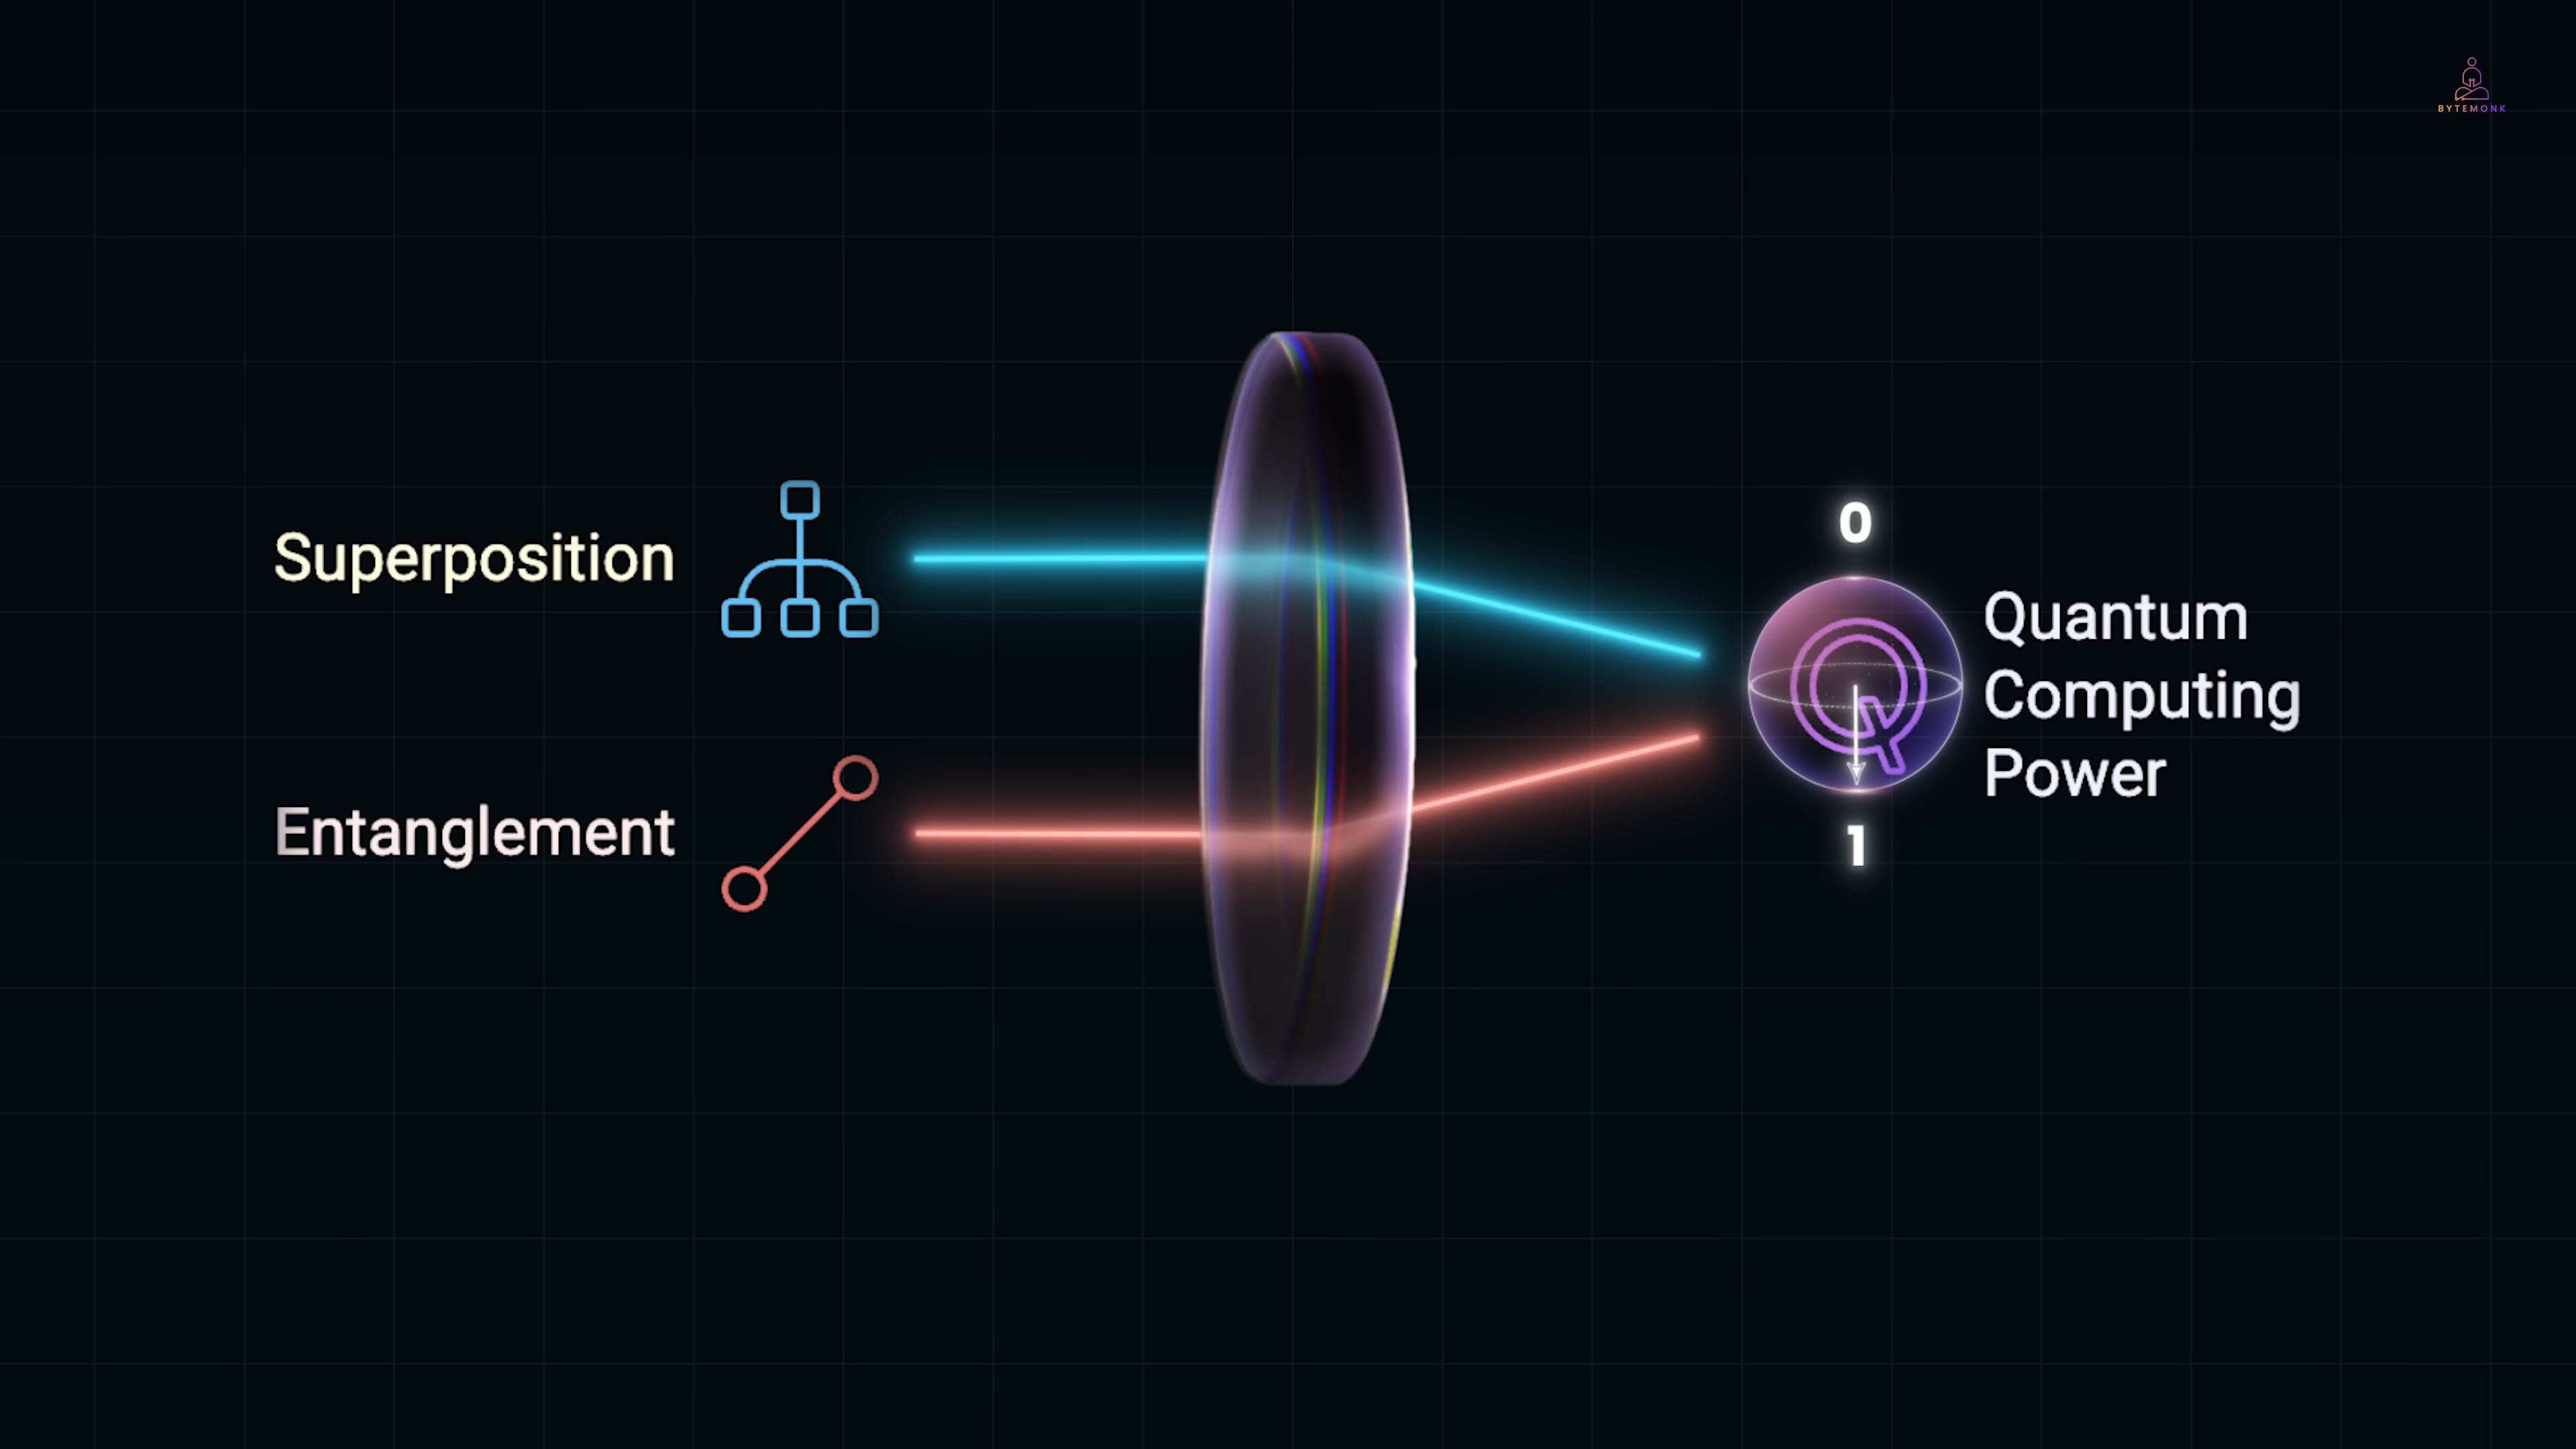 BYTEMONK
Superposition
Entanglement
0
Q
1
Quantum
Computing
Power